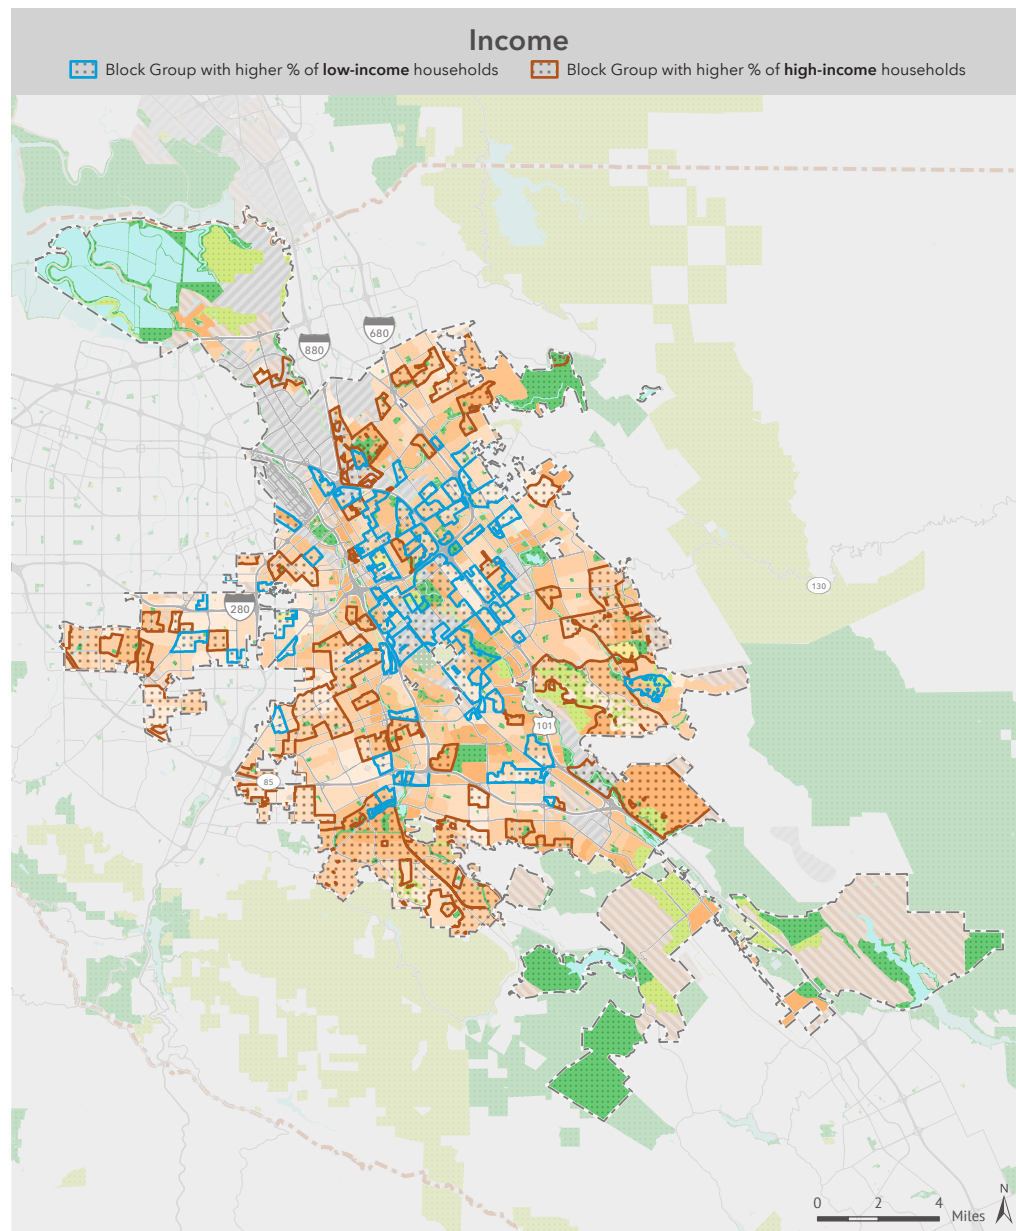 Income
Block Group with higher % of low-income households
Block Group with higher % of high-income households
680
880
130
280
101
85
N
0 2 4
Miles